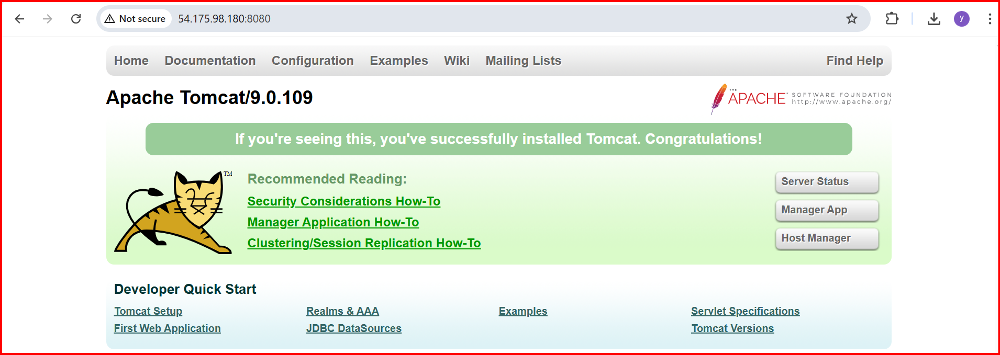 Not secure 54.175.98.180:8080 y
Home Documentation Configuration Examples Wiki Mailing Lists Find Help
Apache Tomcat/9.0.109
THE APACHE SOFTWARE FOUNDATION
http://www.apache.org/
If you're seeing this, you've successfully installed Tomcat. Congratulations!
TM
Recommended Reading:
Security Considerations How-To
Manager Application How-To
Clustering/Session Replication How-To
Server Status
Manager App
Host Manager
Developer Quick Start
Tomcat Setup Realms & AAA Examples Servlet Specifications
First Web Application JDBC DataSources Tomcat Versions